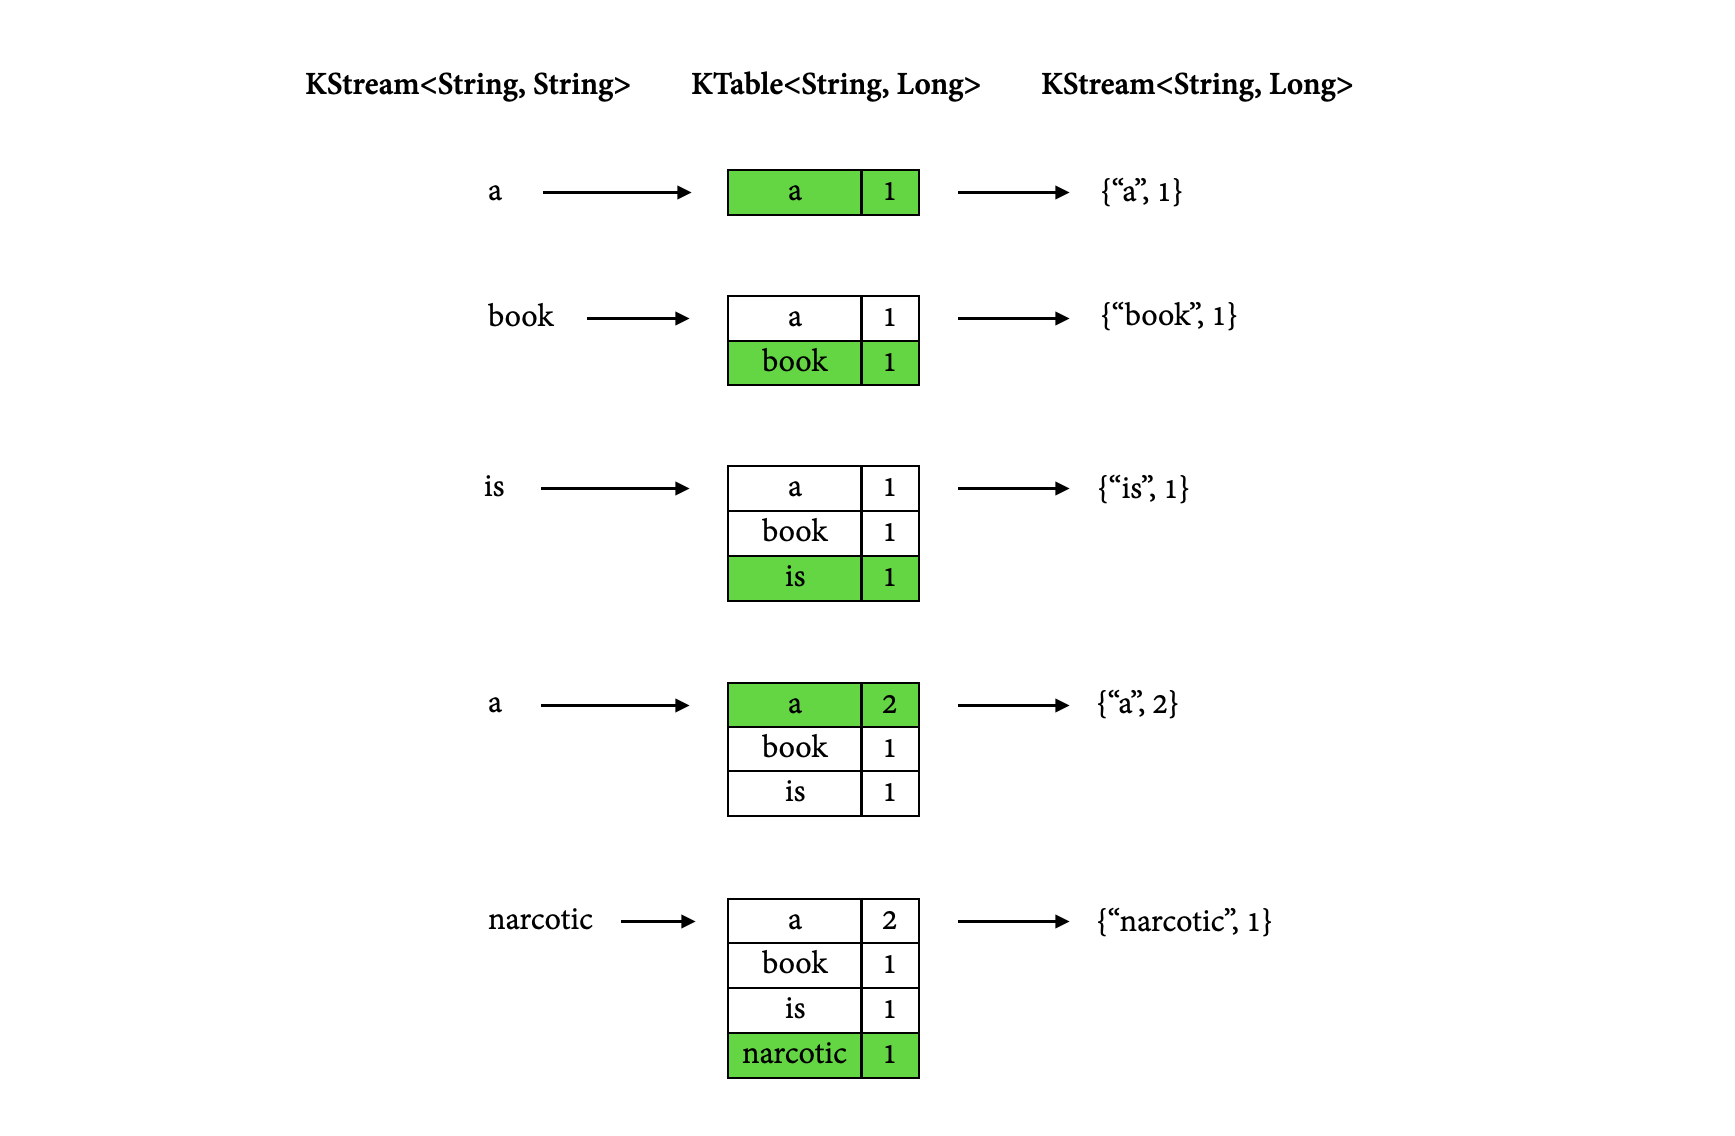 KStream<String, String> KTable<String, Long> KStream<String, Long>
a a 1 {“a”, 1}
book a 1 {“book”, 1}
book 1
is a 1 {“is”, 1}
book 1
is 1
a a 2 {“a”, 2}
book 1
is 1
narcotic a 2 {“narcotic”, 1}
book 1
is 1
narcotic 1